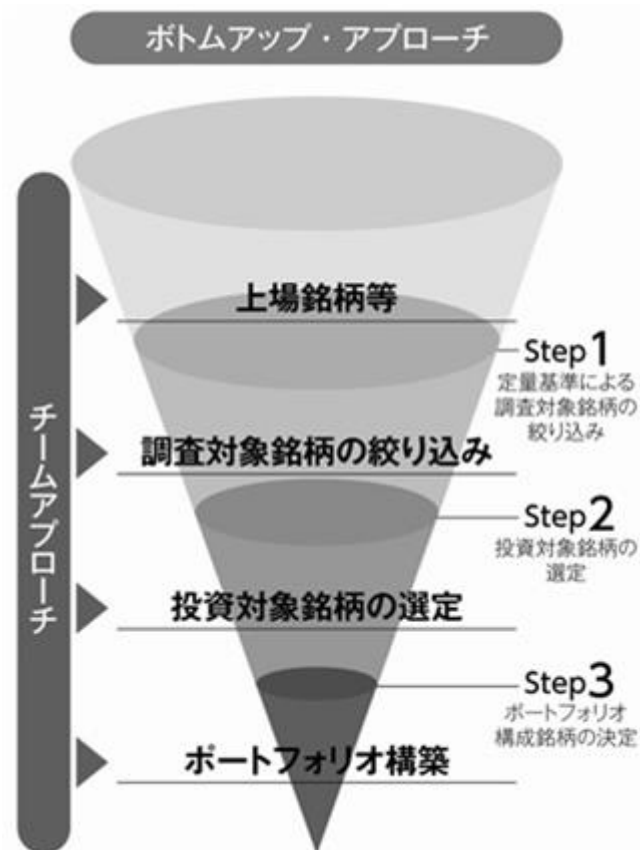 ボトムアップ・アプローチ
チームアプローチ
上場銘柄等
Step1
定量基準による
調査対象銘柄の
絞り込み
調査対象銘柄の絞り込み
Step2
投資対象銘柄の
選定
投資対象銘柄の選定
Step3
ポートフォリオ
構成銘柄の決定
ポートフォリオ構築